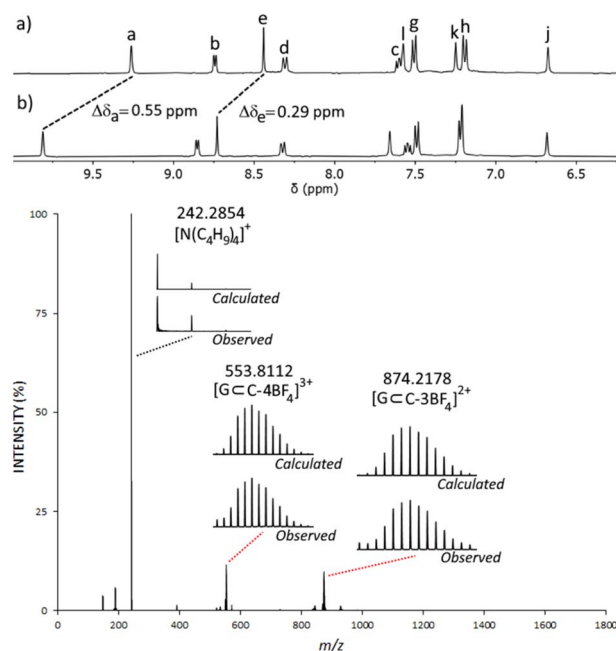 a)
a
b
e
d
c
l
g
k
h
j
b)
Δδa=0.55 ppm
Δδe=0.29 ppm
9.5
9.0
8.5
8.0
7.5
7.0
6.5
δ (ppm)
100
75
50
25
0
INTENSITY (%)
242.2854
[N(C4H9)4]+
Calculated
Observed
553.8112
[G⊂C-4BF4]3+
Calculated
Observed
874.2178
[G⊂C-3BF4]2+
Calculated
Observed
0
200
400
600
800
1000
1200
1400
1600
1800
m/z